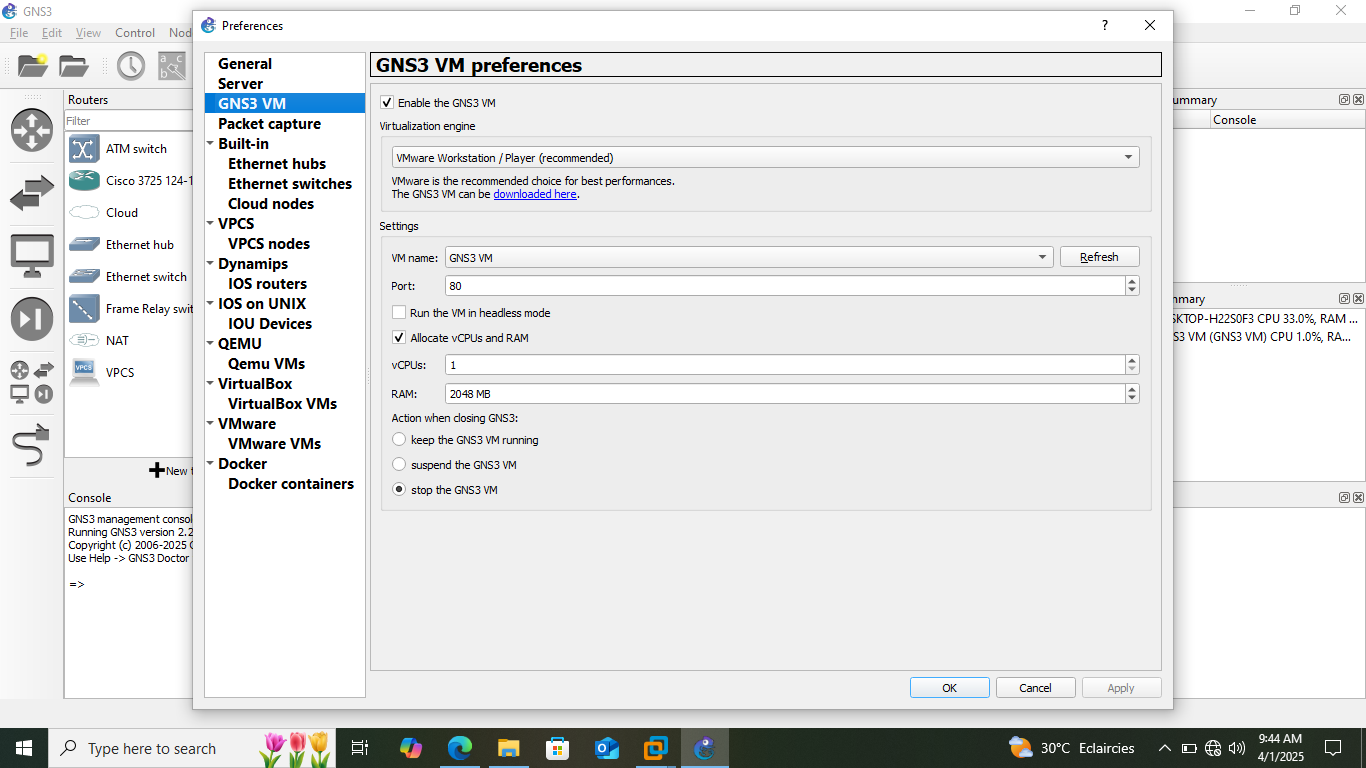 GNS3
File Edit View Control Nod
Preferences
?
abc
Routers
Filter
ATM switch
Cisco 3725 124-1
Cloud
Ethernet hub
Ethernet switch
Frame Relay swit
NAT
VPCS
VPCS
New t
Console
GNS3 management consol
Running GNS3 version 2.2
Copyright (c) 2006-2025 G
Use Help -> GNS3 Doctor
=>
General
Server
GNS3 VM
Packet capture
Built-in
Ethernet hubs
Ethernet switches
Cloud nodes
VPCS
VPCS nodes
Dynamips
IOS routers
IOS on UNIX
IOU Devices
QEMU
Qemu VMs
VirtualBox
VirtualBox VMs
VMware
VMware VMs
Docker
Docker containers
GNS3 VM preferences
Enable the GNS3 VM
Virtualization engine
VMware Workstation / Player (recommended)
VMware is the recommended choice for best performances.
The GNS3 VM can be downloaded here.
Settings
VM name: GNS3 VM Refresh
Port: 80
Run the VM in headless mode
Allocate vCPUs and RAM
vCPUs: 1
RAM: 2048 MB
Action when closing GNS3:
keep the GNS3 VM running
suspend the GNS3 VM
stop the GNS3 VM
OK Cancel Apply
ummary
Console
mmary
SKTOP-H22S0F3 CPU 33.0%, RAM ...
S3 VM (GNS3 VM) CPU 1.0%, RA...
Type here to search
30°C Eclaircies
9:44 AM
4/1/2025